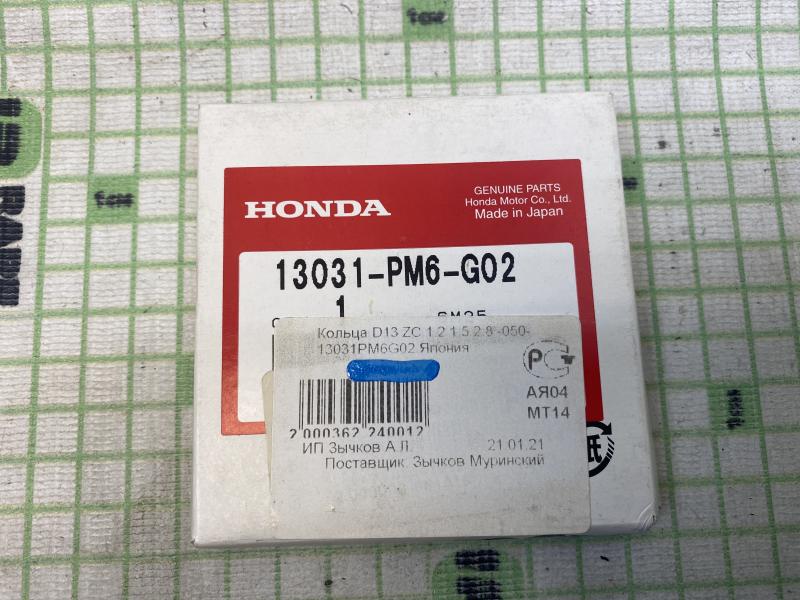 HONDA
GENUINE PARTS
Honda Motor Co., Ltd.
Made in Japan
13031-PM6-G02
1
Кольца D13 ZC 1.2 1.5 2.8 -050-
13031PM6G02 Япония
РСТ
АЯ04
МТ14
2 000362 240012
ИП Зычков А.Л.
21.01.21
Поставщик: Зычков Муринский